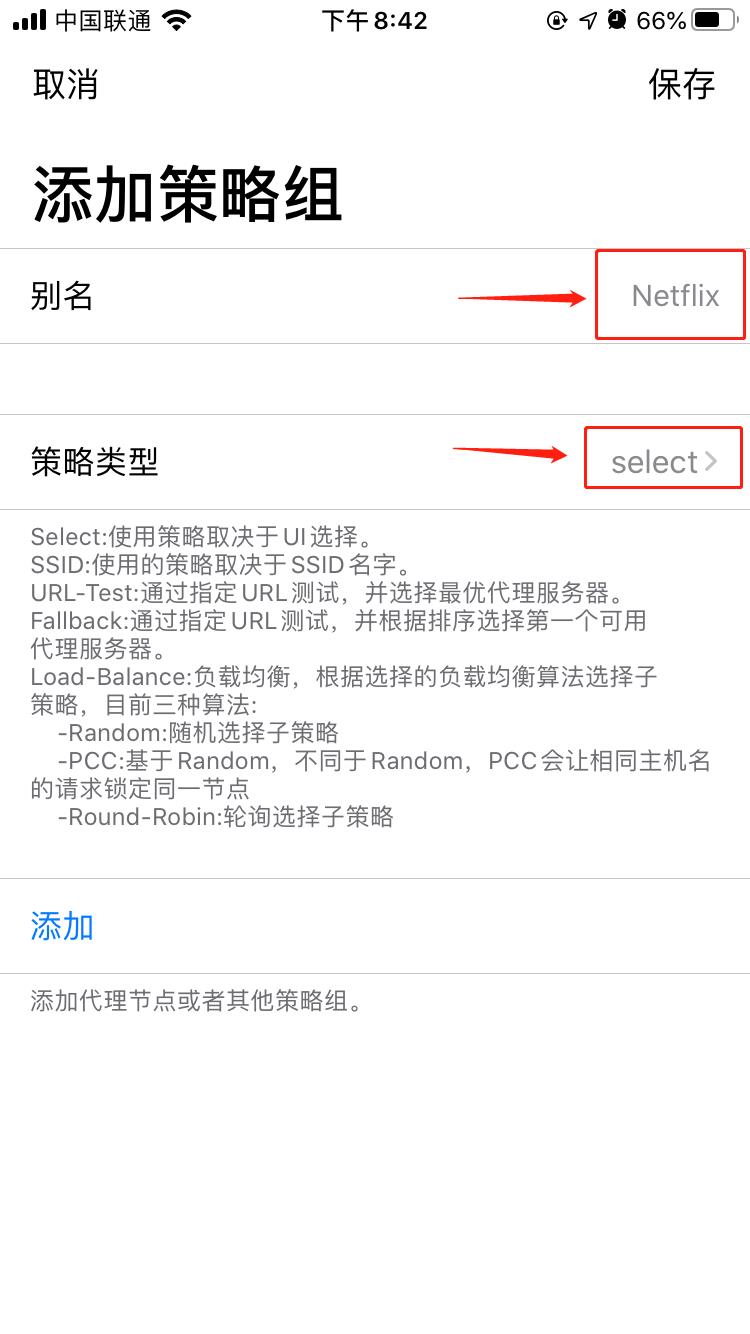 中国联通 下午8:42 66%
取消 保存
添加策略组
别名 Netflix
策略类型 select
Select:使用策略取决于UI选择。
SSID:使用的策略取决于SSID名字。
URL-Test:通过指定URL测试，并选择最优代理服务器。
Fallback:通过指定URL测试，并根据排序选择第一个可用
代理服务器。
Load-Balance:负载均衡，根据选择的负载均衡算法选择子
策略，目前三种算法:
-Random:随机选择子策略
-PCC:基于Random，不同于Random，PCC会让相同主机名
的请求锁定同一节点
-Round-Robin:轮询选择子策略
添加
添加代理节点或者其他策略组。